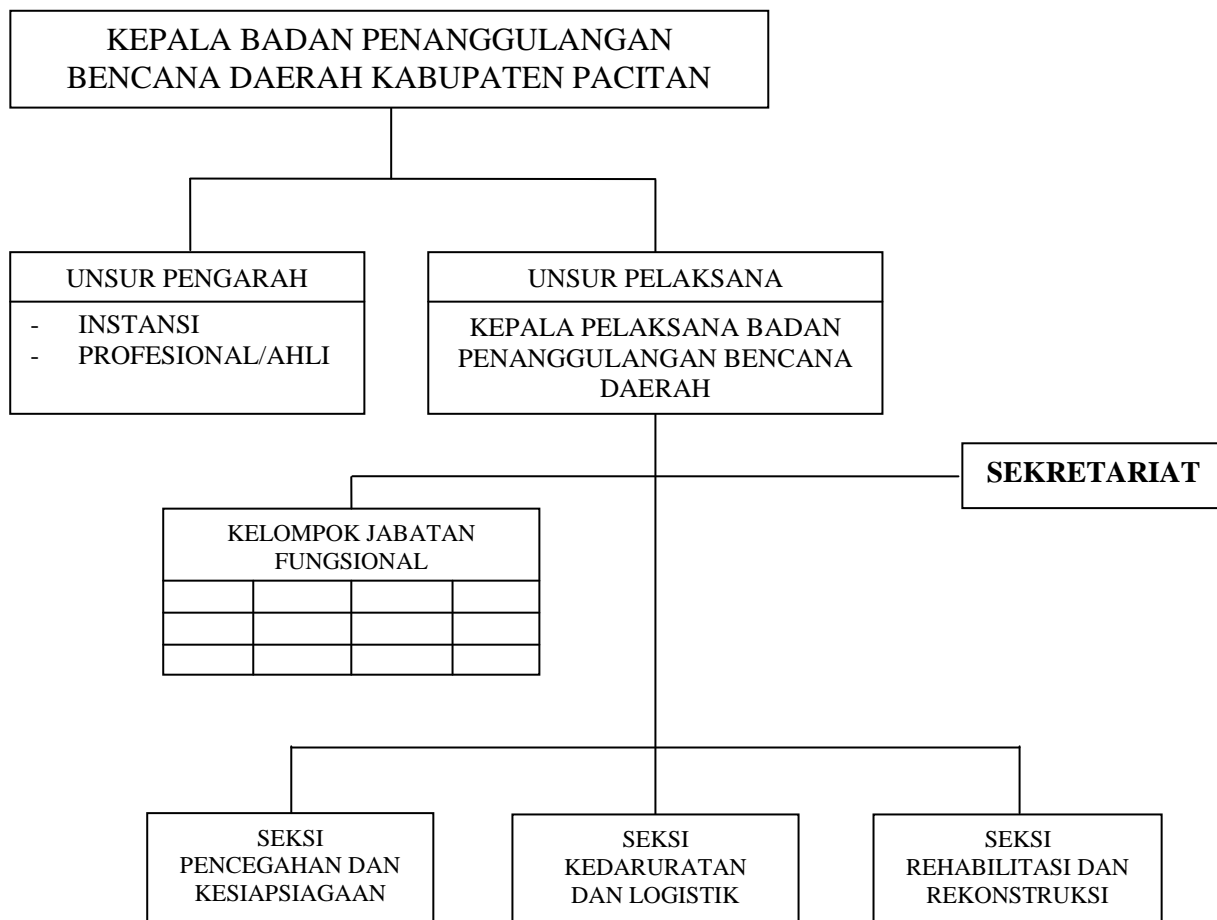 KEPALA BADAN PENANGGULANGAN
BENCANA DAERAH KABUPATEN PACITAN
UNSUR PENGARAH
- INSTANSI
- PROFESIONAL/AHLI
UNSUR PELAKSANA
KEPALA PELAKSANA BADAN
PENANGGULANGAN BENCANA
DAERAH
SEKRETARIAT
KELOMPOK JABATAN
FUNGSIONAL
SEKSI
PENCEGAHAN DAN
KESIAPSIAGAAN
SEKSI
KEDARURATAN
DAN LOGISTIK
SEKSI
REHABILITASI DAN
REKONSTRUKSI